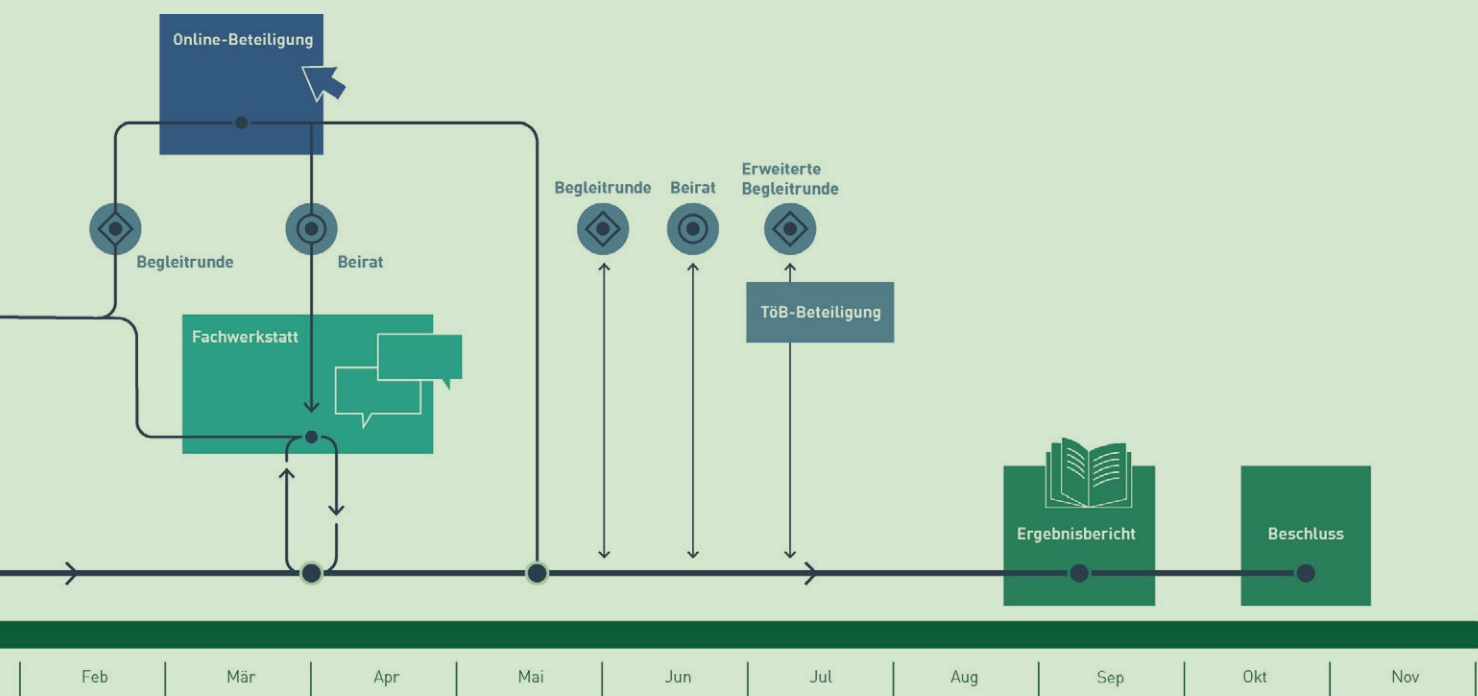 Online-Beteiligung
Begleitrunde
Beirat
Fachwerkstatt
Begleitrunde
Beirat
Erweiterte
Begleitrunde
TöB-Beteiligung
Ergebnisbericht
Beschluss
Feb
Mär
Apr
Mai
Jun
Jul
Aug
Sep
Okt
Nov